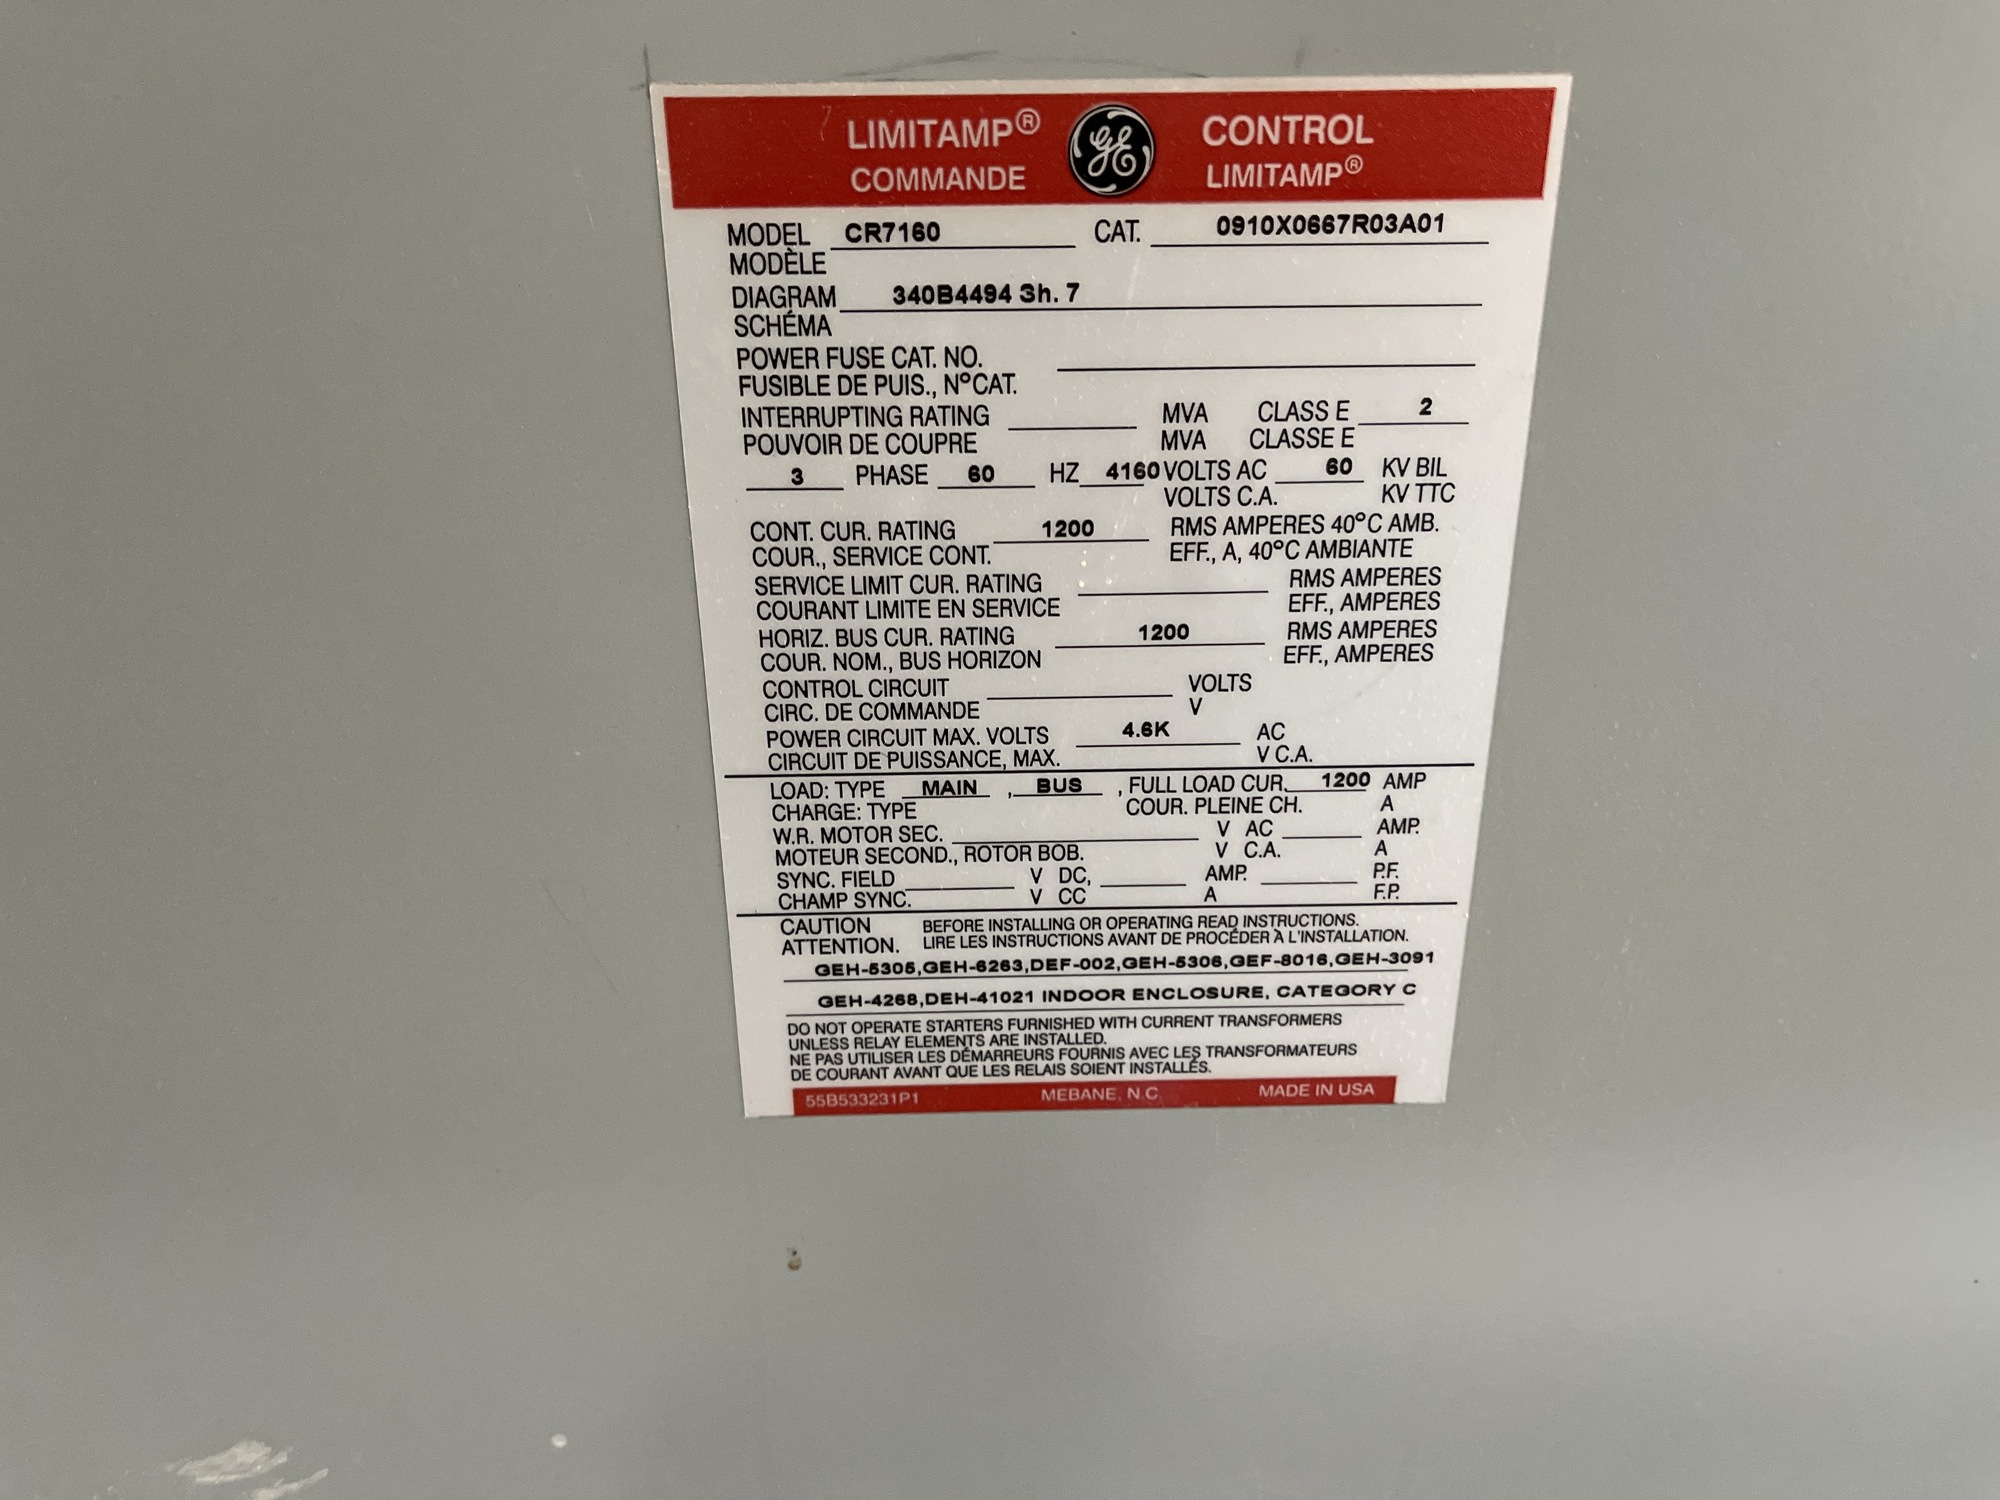 LIMITAMP® GE CONTROL
COMMANDE LIMITAMP®
MODEL CR7160 CAT. 0910X0667R03A01
MODÈLE
DIAGRAM 340B4494 Sh. 7
SCHÉMA
POWER FUSE CAT. NO.
FUSIBLE DE PUIS., NºCAT.
INTERRUPTING RATING MVA CLASS E 2
POUVOIR DE COUPRE MVA CLASSE E
3 PHASE 60 HZ 4160 VOLTS AC 60 KV BIL
VOLTS C.A. KV TTC
CONT. CUR. RATING 1200 RMS AMPERES 40°C AMB.
COUR., SERVICE CONT. EFF., A, 40°C AMBIANTE
SERVICE LIMIT CUR. RATING RMS AMPERES
COURANT LIMITE EN SERVICE EFF., AMPERES
HORIZ. BUS CUR. RATING 1200 RMS AMPERES
COUR. NOM., BUS HORIZON EFF., AMPERES
CONTROL CIRCUIT VOLTS
CIRC. DE COMMANDE V
POWER CIRCUIT MAX. VOLTS 4.6K AC
CIRCUIT DE PUISSANCE, MAX. V C.A.
LOAD: TYPE MAIN , BUS , FULL LOAD CUR. 1200 AMP
CHARGE: TYPE COUR. PLEINE CH. A
W.R. MOTOR SEC. V AC AMP.
MOTEUR SECOND., ROTOR BOB. V C.A. A
SYNC. FIELD V DC, AMP. P.F.
CHAMP SYNC. V CC A F.P.
CAUTION BEFORE INSTALLING OR OPERATING READ INSTRUCTIONS.
ATTENTION. LIRE LES INSTRUCTIONS AVANT DE PROCÉDER À L'INSTALLATION.
GEH-5305,GEH-6263,DEF-002,GEH-5306,GEF-8016,GEH-3091
GEH-4268,DEH-41021 INDOOR ENCLOSURE, CATEGORY C
DO NOT OPERATE STARTERS FURNISHED WITH CURRENT TRANSFORMERS
UNLESS RELAY ELEMENTS ARE INSTALLED.
NE PAS UTILISER LES DÉMARREURS FOURNIS AVEC LES TRANSFORMATEURS
DE COURANT AVANT QUE LES RELAIS SOIENT INSTALLÉS.
55B533231P1 MEBANE, N.C. MADE IN USA